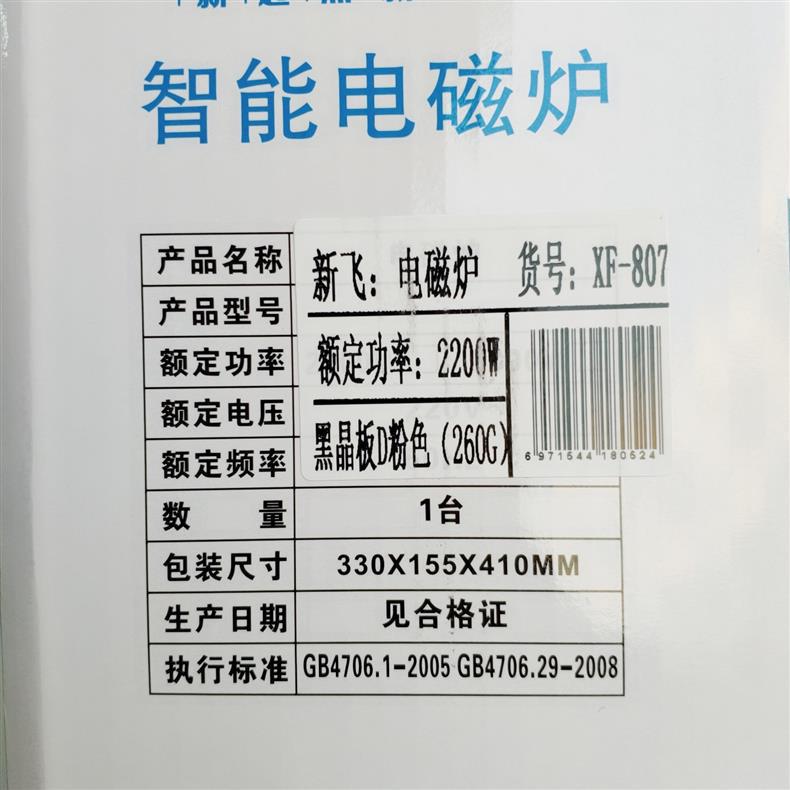 智能电磁炉
产品名称
新飞：电磁炉 货号：XF-807
产品型号
额定功率
额定功率：2200W
额定电压
黑晶板D粉色（260G）
6 971544 180524
额定频率
数量 1台
包装尺寸 330X155X410MM
生产日期 见合格证
执行标准 GB4706.1-2005 GB4706.29-2008